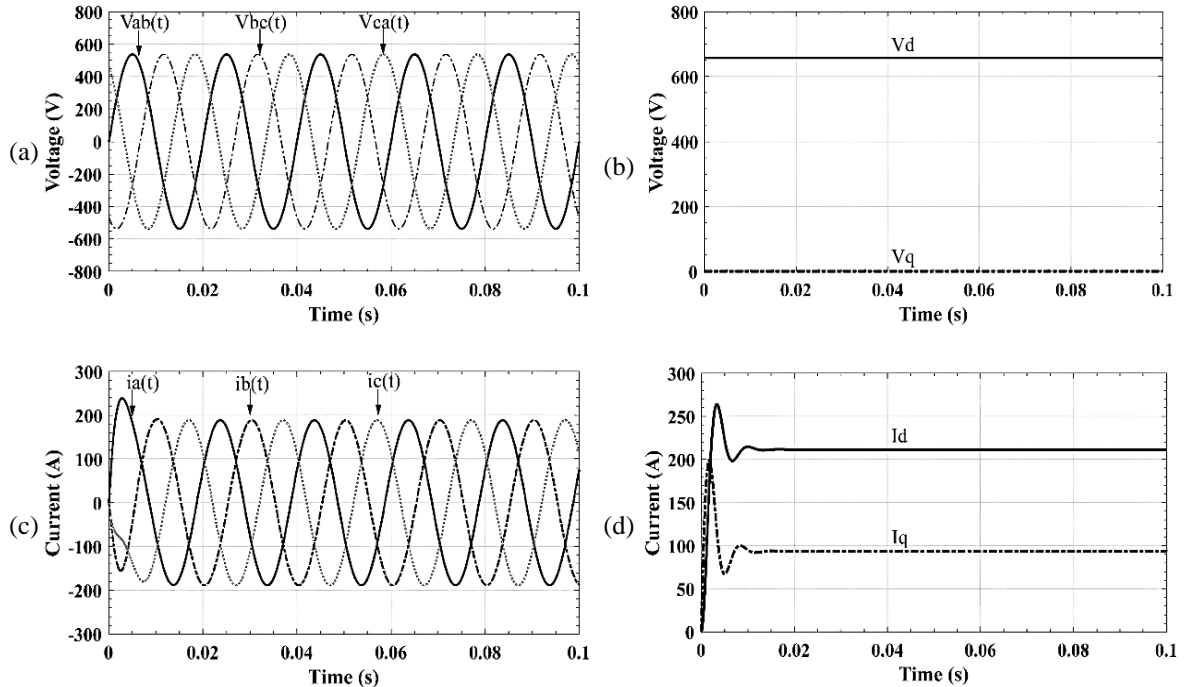 (a)
Voltage (V)
800
600
400
200
0
-200
-400
-600
-800
Vab(t)
Vbc(t)
Vca(t)
0
0.02
0.04
0.06
0.08
0.1
Time (s)
(b)
Voltage (V)
800
600
400
200
0
Vd
Vq
0
0.02
0.04
0.06
0.08
0.1
Time (s)
(c)
Current (A)
300
200
100
0
-100
-200
-300
ia(t)
ib(t)
ic(t)
0
0.02
0.04
0.06
0.08
0.1
Time (s)
(d)
Current (A)
300
250
200
150
100
50
0
Id
Iq
0
0.02
0.04
0.06
0.08
0.1
Time (s)